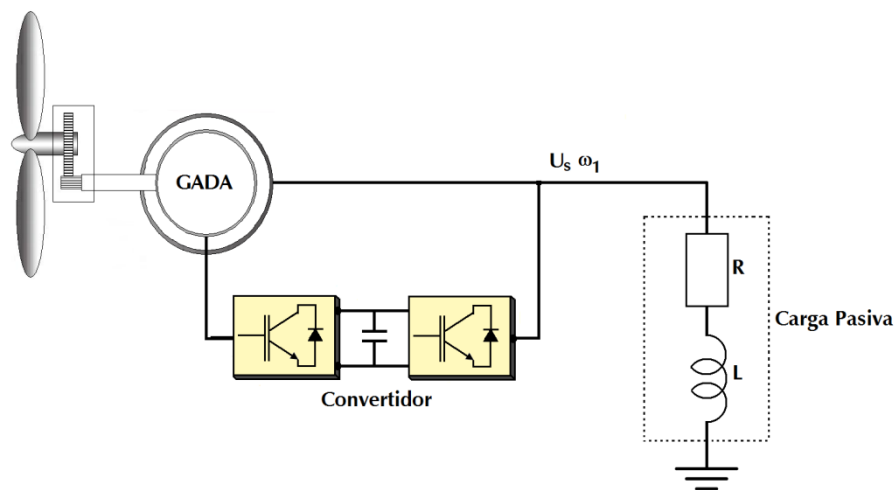 GADA
Us ω1
R
Carga Pasiva
L
Convertidor